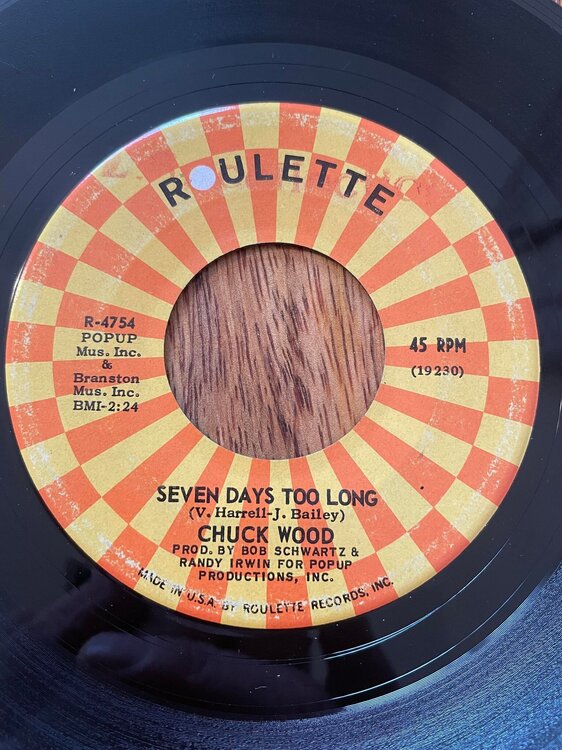 ROULETTE
R-4754
POPUP
Mus. Inc.
&
Branston
Mus. Inc.
BMI-2:24
45 RPM
(19230)
SEVEN DAYS TOO LONG
(V. Harrell-J. Bailey)
CHUCK WOOD
PROD. BY BOB SCHWARTZ &
RANDY IRWIN FOR POPUP
PRODUCTIONS, INC.
MADE IN U.S.A. BY ROULETTE RECORDS, INC.